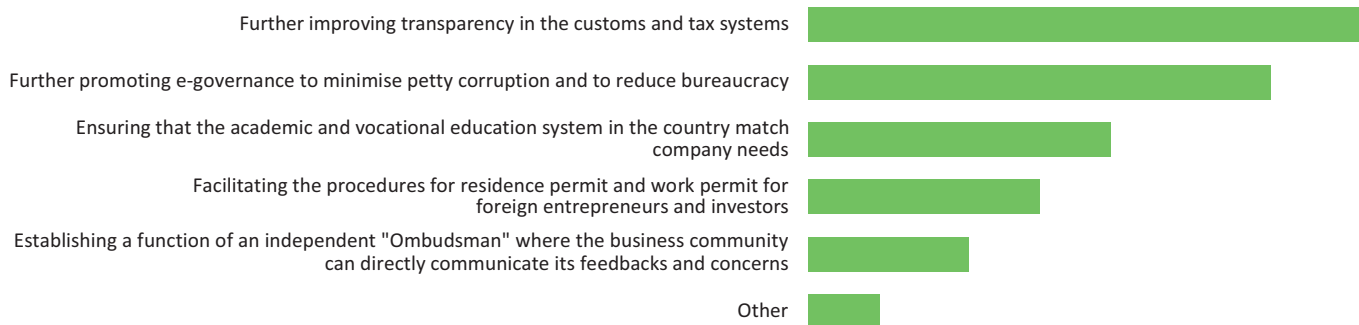 Further improving transparency in the customs and tax systems
Further promoting e-governance to minimise petty corruption and to reduce bureaucracy
Ensuring that the academic and vocational education system in the country match
company needs
Facilitating the procedures for residence permit and work permit for
foreign entrepreneurs and investors
Establishing a function of an independent "Ombudsman" where the business community
can directly communicate its feedbacks and concerns
Other